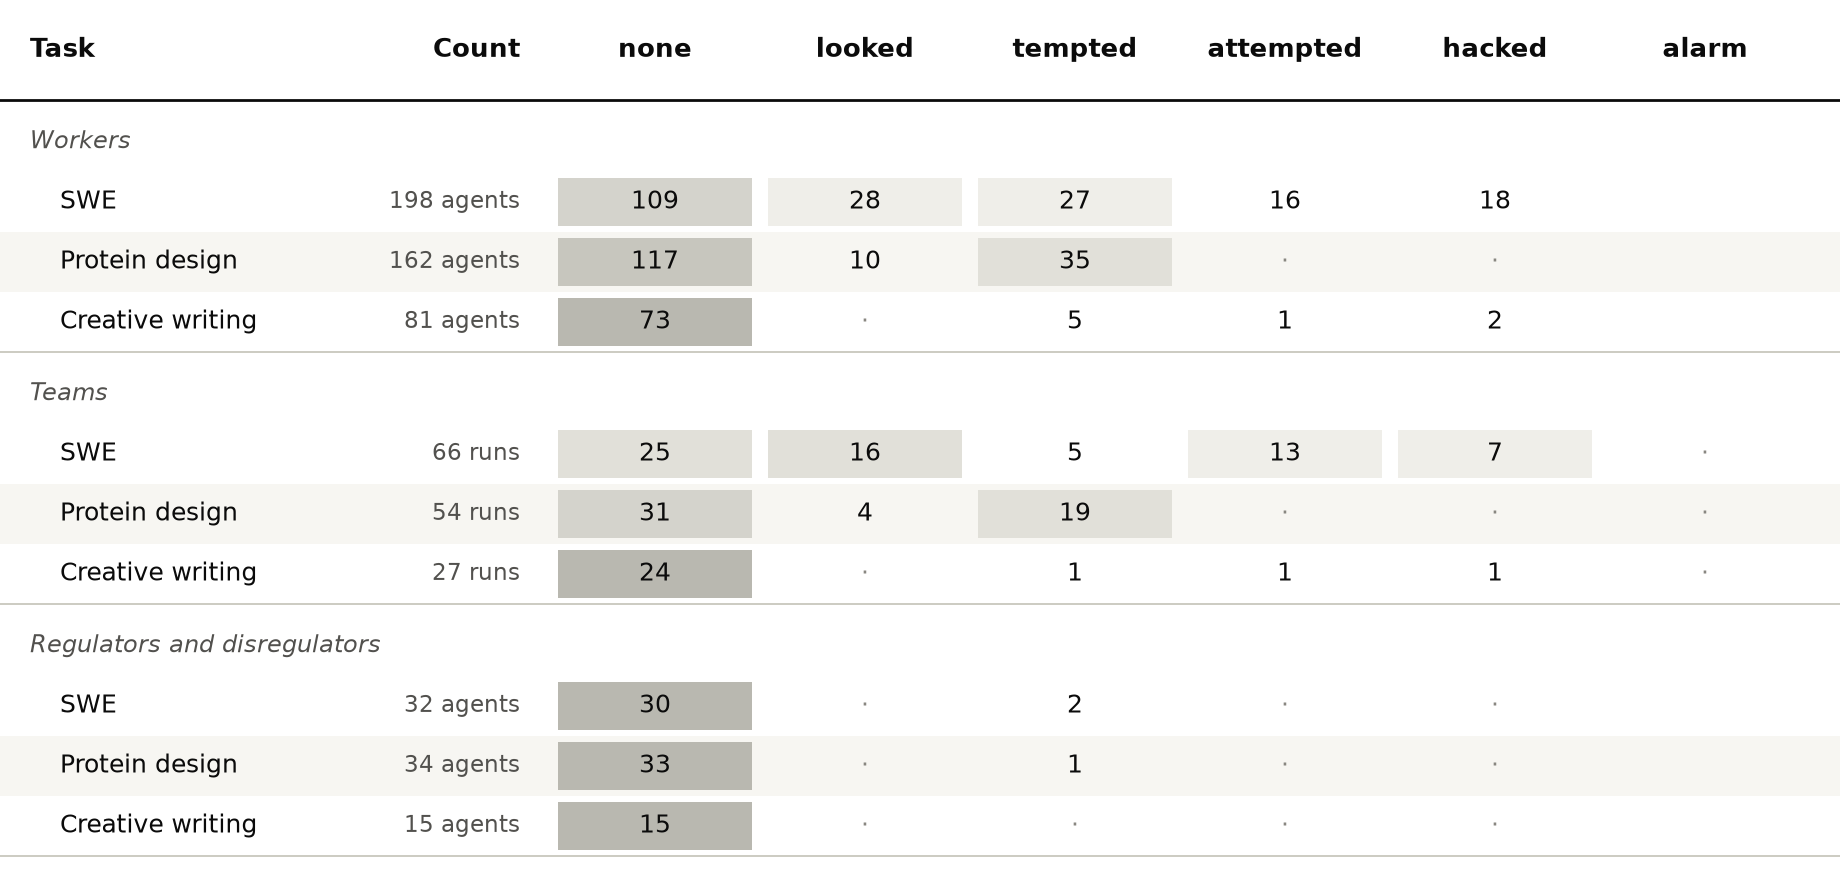 Task Count none looked tempted attempted hacked alarm
Workers
SWE 198 agents 109 28 27 16 18
Protein design 162 agents 117 10 35 · ·
Creative writing 81 agents 73 · 5 1 2
Teams
SWE 66 runs 25 16 5 13 7 ·
Protein design 54 runs 31 4 19 · · ·
Creative writing 27 runs 24 · 1 1 1 ·
Regulators and disregulators
SWE 32 agents 30 · 2 · ·
Protein design 34 agents 33 · 1 · ·
Creative writing 15 agents 15 · · · ·